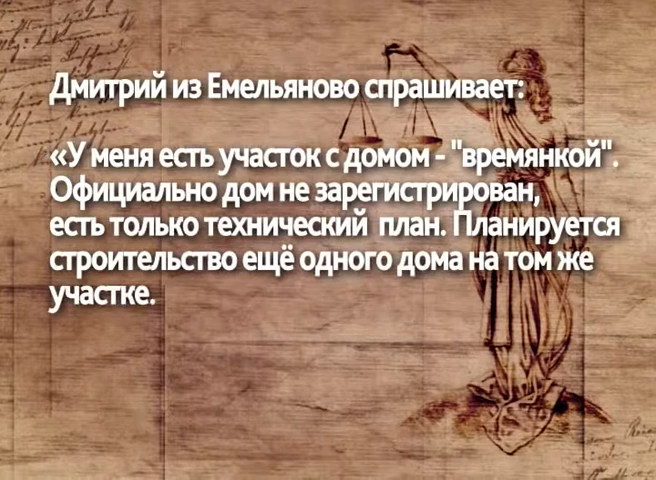 Дмитрий из Емельяново спрашивает:
«У меня есть участок с домом - "времянкой".
Официально дом не зарегистрирован,
есть только технический план. Планируется
строительство ещё одного дома на том же
участке.